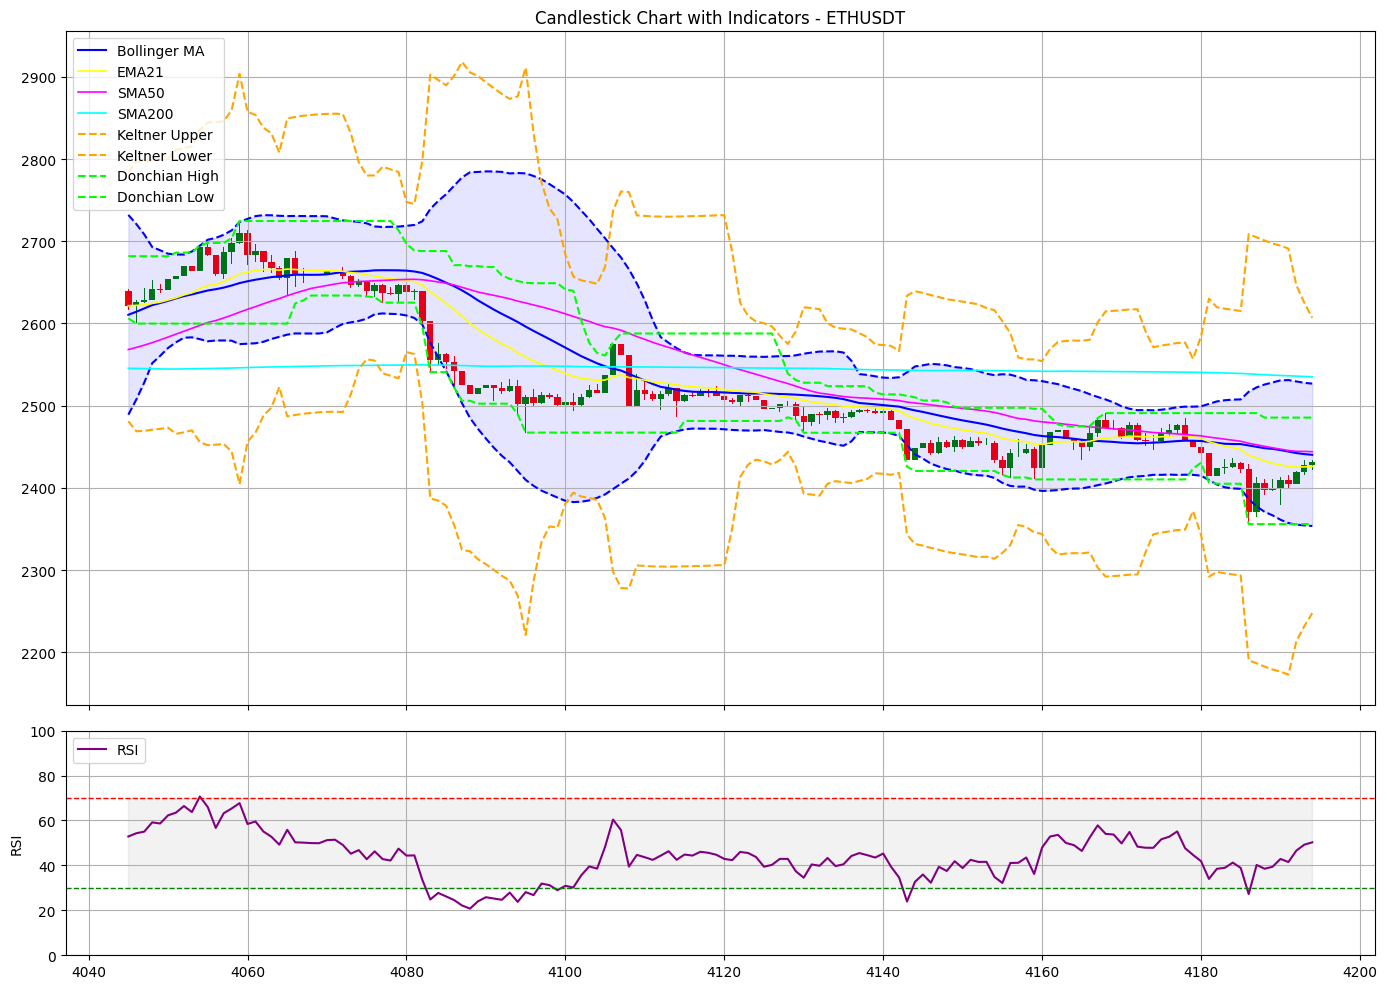 Candlestick Chart with Indicators - ETHUSDT
Bollinger MA
EMA21
SMA50
SMA200
Keltner Upper
Keltner Lower
Donchian High
Donchian Low
2900
2800
2700
2600
2500
2400
2300
2200
RSI
100
80
60
40
20
0
RSI
4040 4060 4080 4100 4120 4140 4160 4180 4200